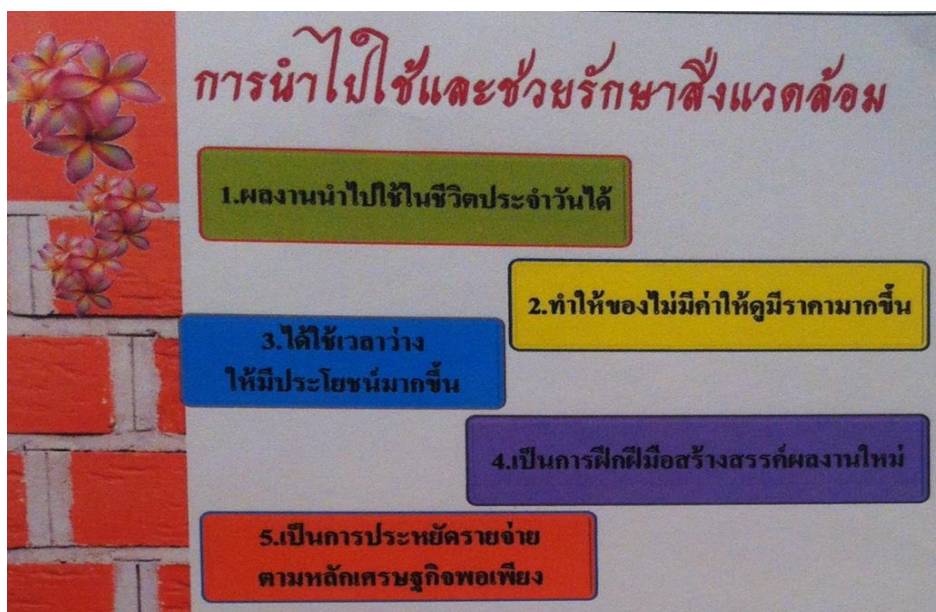 การนำไปใช้และช่วยรักษาสิ่งแวดล้อม
1.ผลงานนำไปใช้ในชีวิตประจำวันได้
2.ทำให้ของไม่มีค่าให้ดูมีราคามากขึ้น
3.ได้ใช้เวลาว่าง
ให้มีประโยชน์มากขึ้น
4.เป็นการฝึกฝีมือสร้างสรรค์ผลงานใหม่
5.เป็นการประหยัดรายจ่าย
ตามหลักเศรษฐกิจพอเพียง